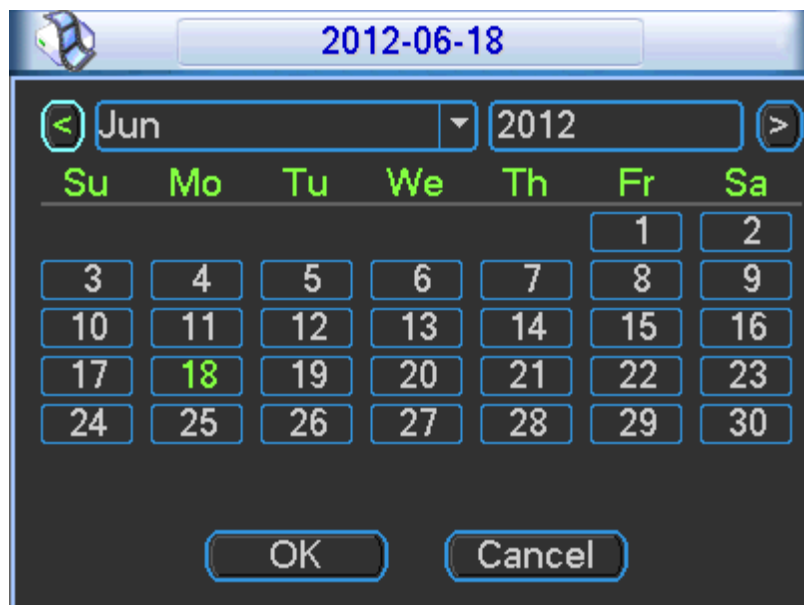 2012-06-18
< Jun 2012 >
Su Mo Tu We Th Fr Sa
1 2
3 4 5 6 7 8 9
10 11 12 13 14 15 16
17 18 19 20 21 22 23
24 25 26 27 28 29 30
OK Cancel